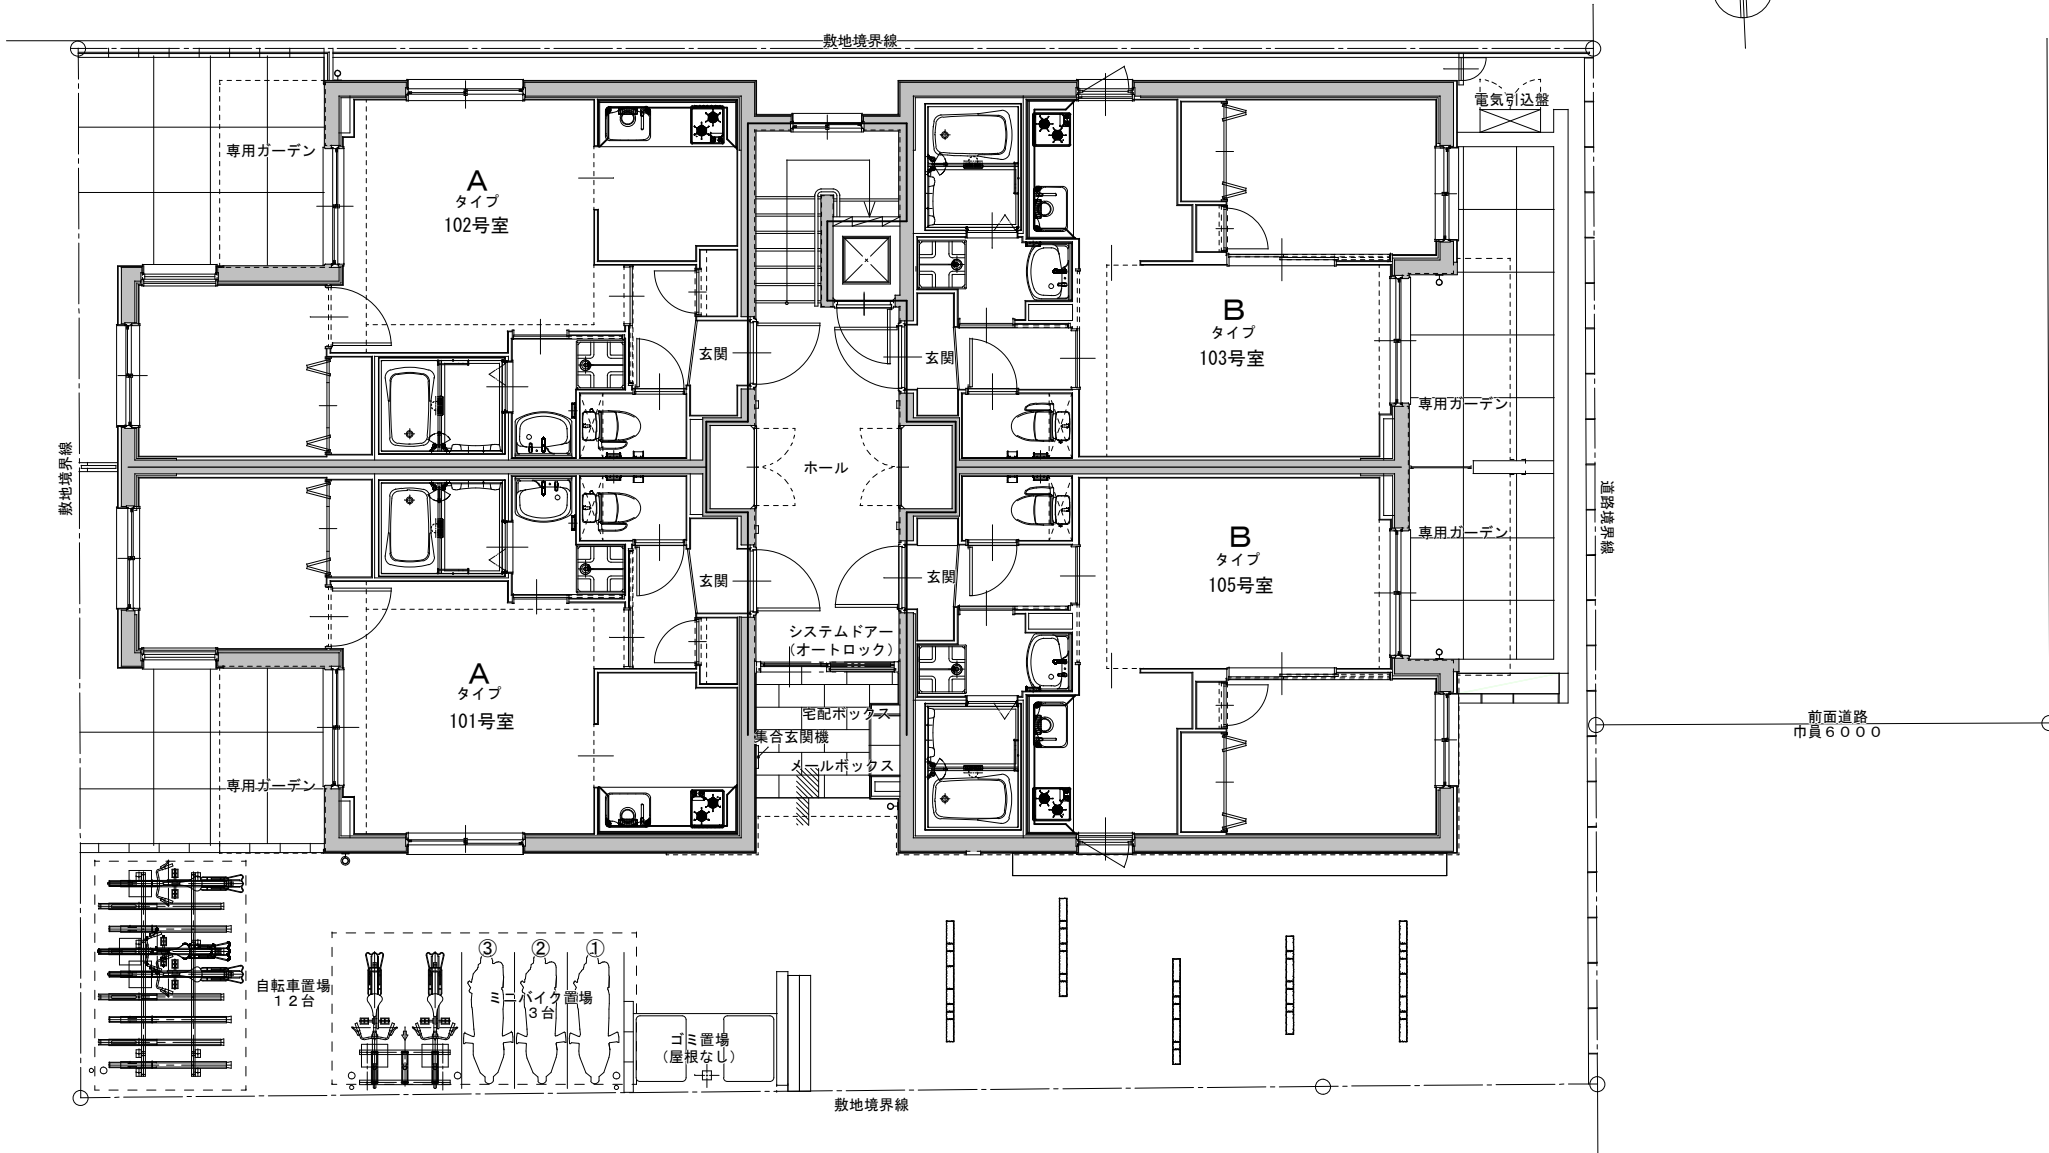 敷地境界線
電気引込盤
専用ガーデン
A
タイプ
102号室
B
タイプ
103号室
玄関
玄関
専用ガーデン
敷地境界線
ホール
道路境界線
専用ガーデン
B
タイプ
105号室
玄関
玄関
システムドアー
(オートロック)
A
タイプ
101号室
宅配ボックス
集合玄関機
メールボックス
専用ガーデン
前面道路
巾員6000
自転車置場
12台
③
②
①
ミニバイク置場
3台
ゴミ置場
(屋根なし)
敷地境界線